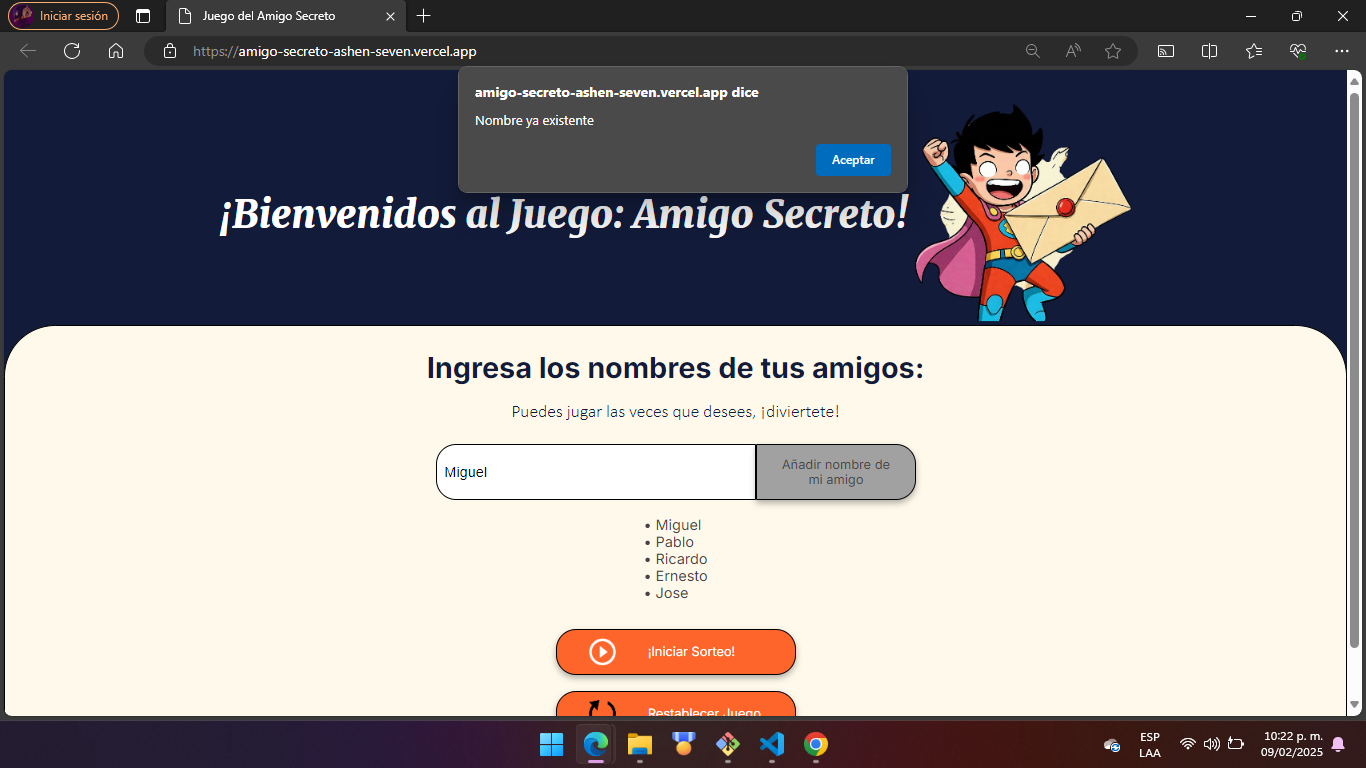 Iniciar sesión
Juego del Amigo Secreto
https://amigo-secreto-ashen-seven.vercel.app
amigo-secreto-ashen-seven.vercel.app dice
Nombre ya existente
Aceptar
¡Bienvenidos al Juego: Amigo Secreto!
Ingresa los nombres de tus amigos:
Puedes jugar las veces que desees, ¡diviertete!
Miguel
Añadir nombre de
mi amigo
• Miguel
• Pablo
• Ricardo
• Ernesto
• Jose
¡Iniciar Sorteo!
Restablecer Juego
ESP
LAA
10:22 p. m.
09/02/2025